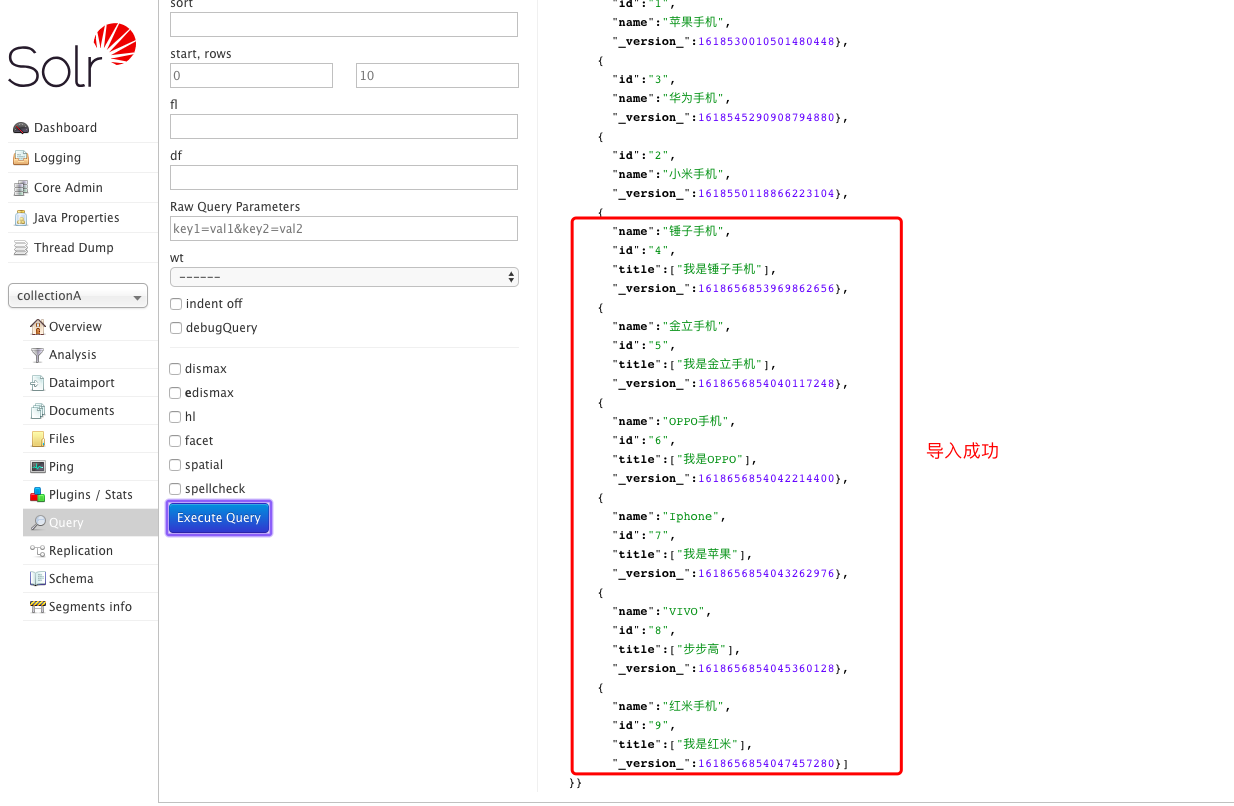 Solr
Dashboard
Logging
Core Admin
Java Properties
Thread Dump
collectionA
Overview
Analysis
Dataimport
Documents
Files
Ping
Plugins / Stats
Query
Replication
Schema
Segments info
sort
start, rows
0 10
fl
df
Raw Query Parameters
key1=val1&key2=val2
wt
------
indent off
debugQuery
dismax
edismax
hl
facet
spatial
spellcheck
Execute Query
"id":"1",
"name":"苹果手机",
"_version_":1618530010501480448},
{
"id":"3",
"name":"华为手机",
"_version_":1618545290908794880},
{
"id":"2",
"name":"小米手机",
"_version_":1618550118866223104},
{
"name":"锤子手机",
"id":"4",
"title":["我是锤子手机"],
"_version_":1618656853969862656},
{
"name":"金立手机",
"id":"5",
"title":["我是金立手机"],
"_version_":1618656854040117248},
{
"name":"OPPO手机",
"id":"6",
"title":["我是OPPO"],
"_version_":1618656854042214400},
{
"name":"Iphone",
"id":"7",
"title":["我是苹果"],
"_version_":1618656854043262976},
{
"name":"VIVO",
"id":"8",
"title":["步步高"],
"_version_":1618656854045360128},
{
"name":"红米手机",
"id":"9",
"title":["我是红米"],
"_version_":1618656854047457280}]
}}
导入成功